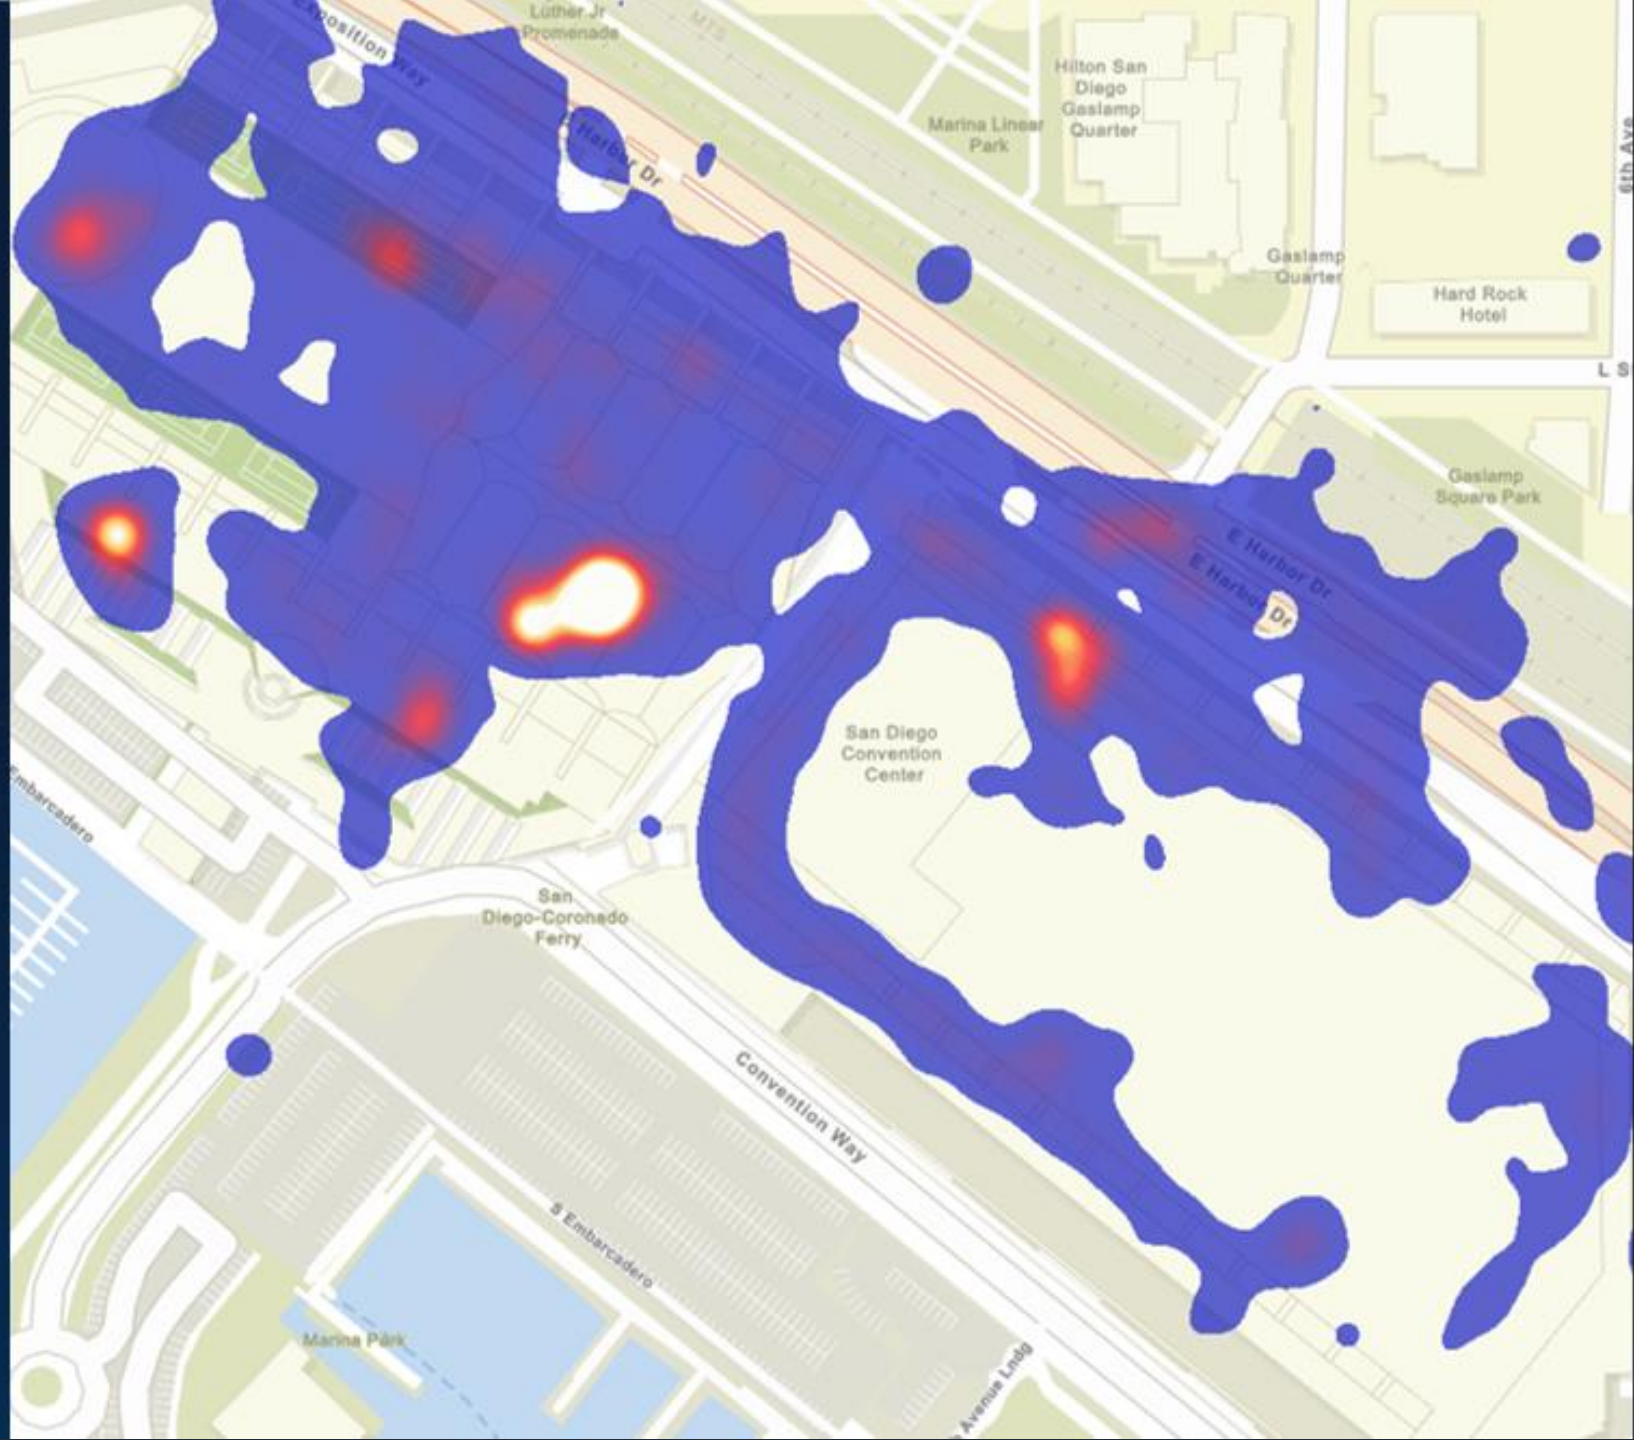 Exposition Way
Luther Jr
Promenade
MTS
Hilton San
Diego
Gaslamp
Quarter
Marina Linear
Park
6th Ave
E Harbor Dr
Gaslamp
Quarter
Hard Rock
Hotel
L S
Gaslamp
Square Park
E Harbor Dr
E Harbor Dr
San Diego
Convention
Center
Embarcadero
San
Diego-Coronado
Ferry
Convention Way
S Embarcadero
Marina Park
Avenue Lndg